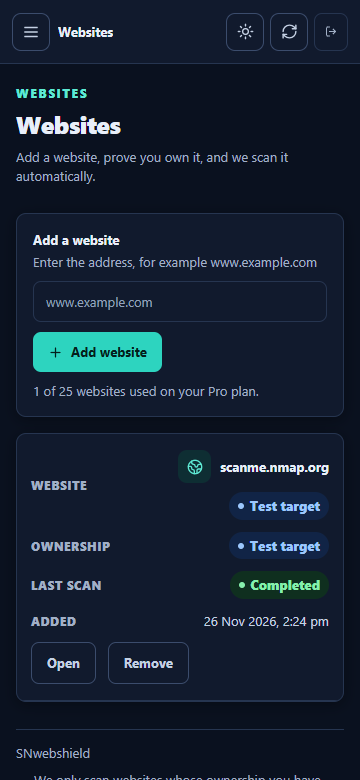 Websites
WEBSITES
Websites
Add a website, prove you own it, and we scan it
automatically.
Add a website
Enter the address, for example www.example.com
www.example.com
+ Add website
1 of 25 websites used on your Pro plan.
WEBSITE
scanme.nmap.org
Test target
OWNERSHIP
Test target
LAST SCAN
Completed
ADDED
26 Nov 2026, 2:24 pm
Open
Remove
SNwebshield
We only scan websites whose ownership you have